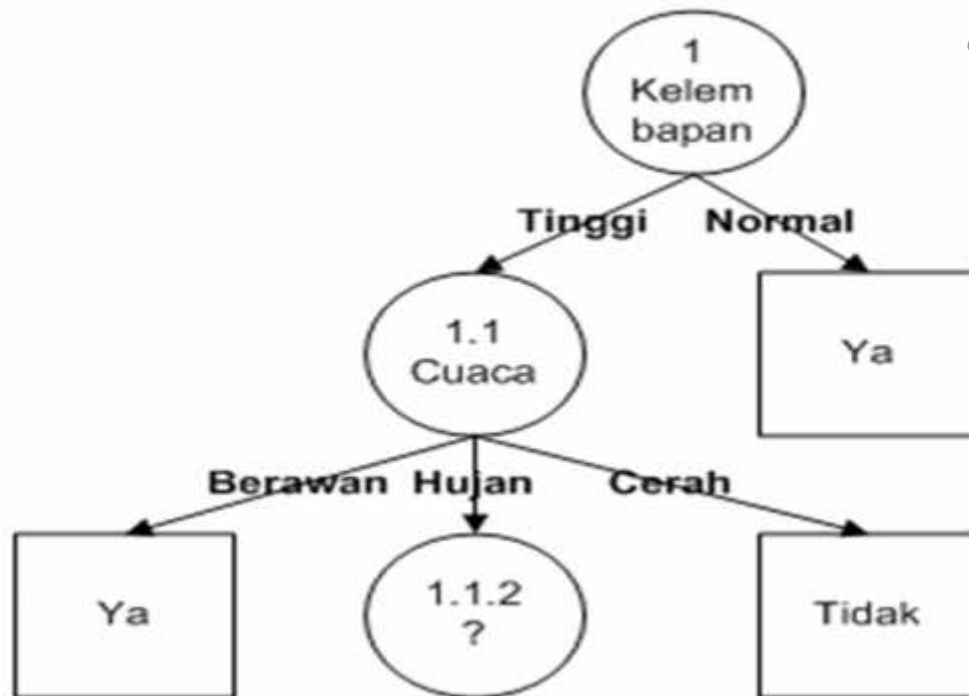 1
Kelem
bapan
Tinggi
Normal
1.1
Cuaca
Ya
Berawan
Hujan
Cerah
Ya
1.1.2
?
Tidak